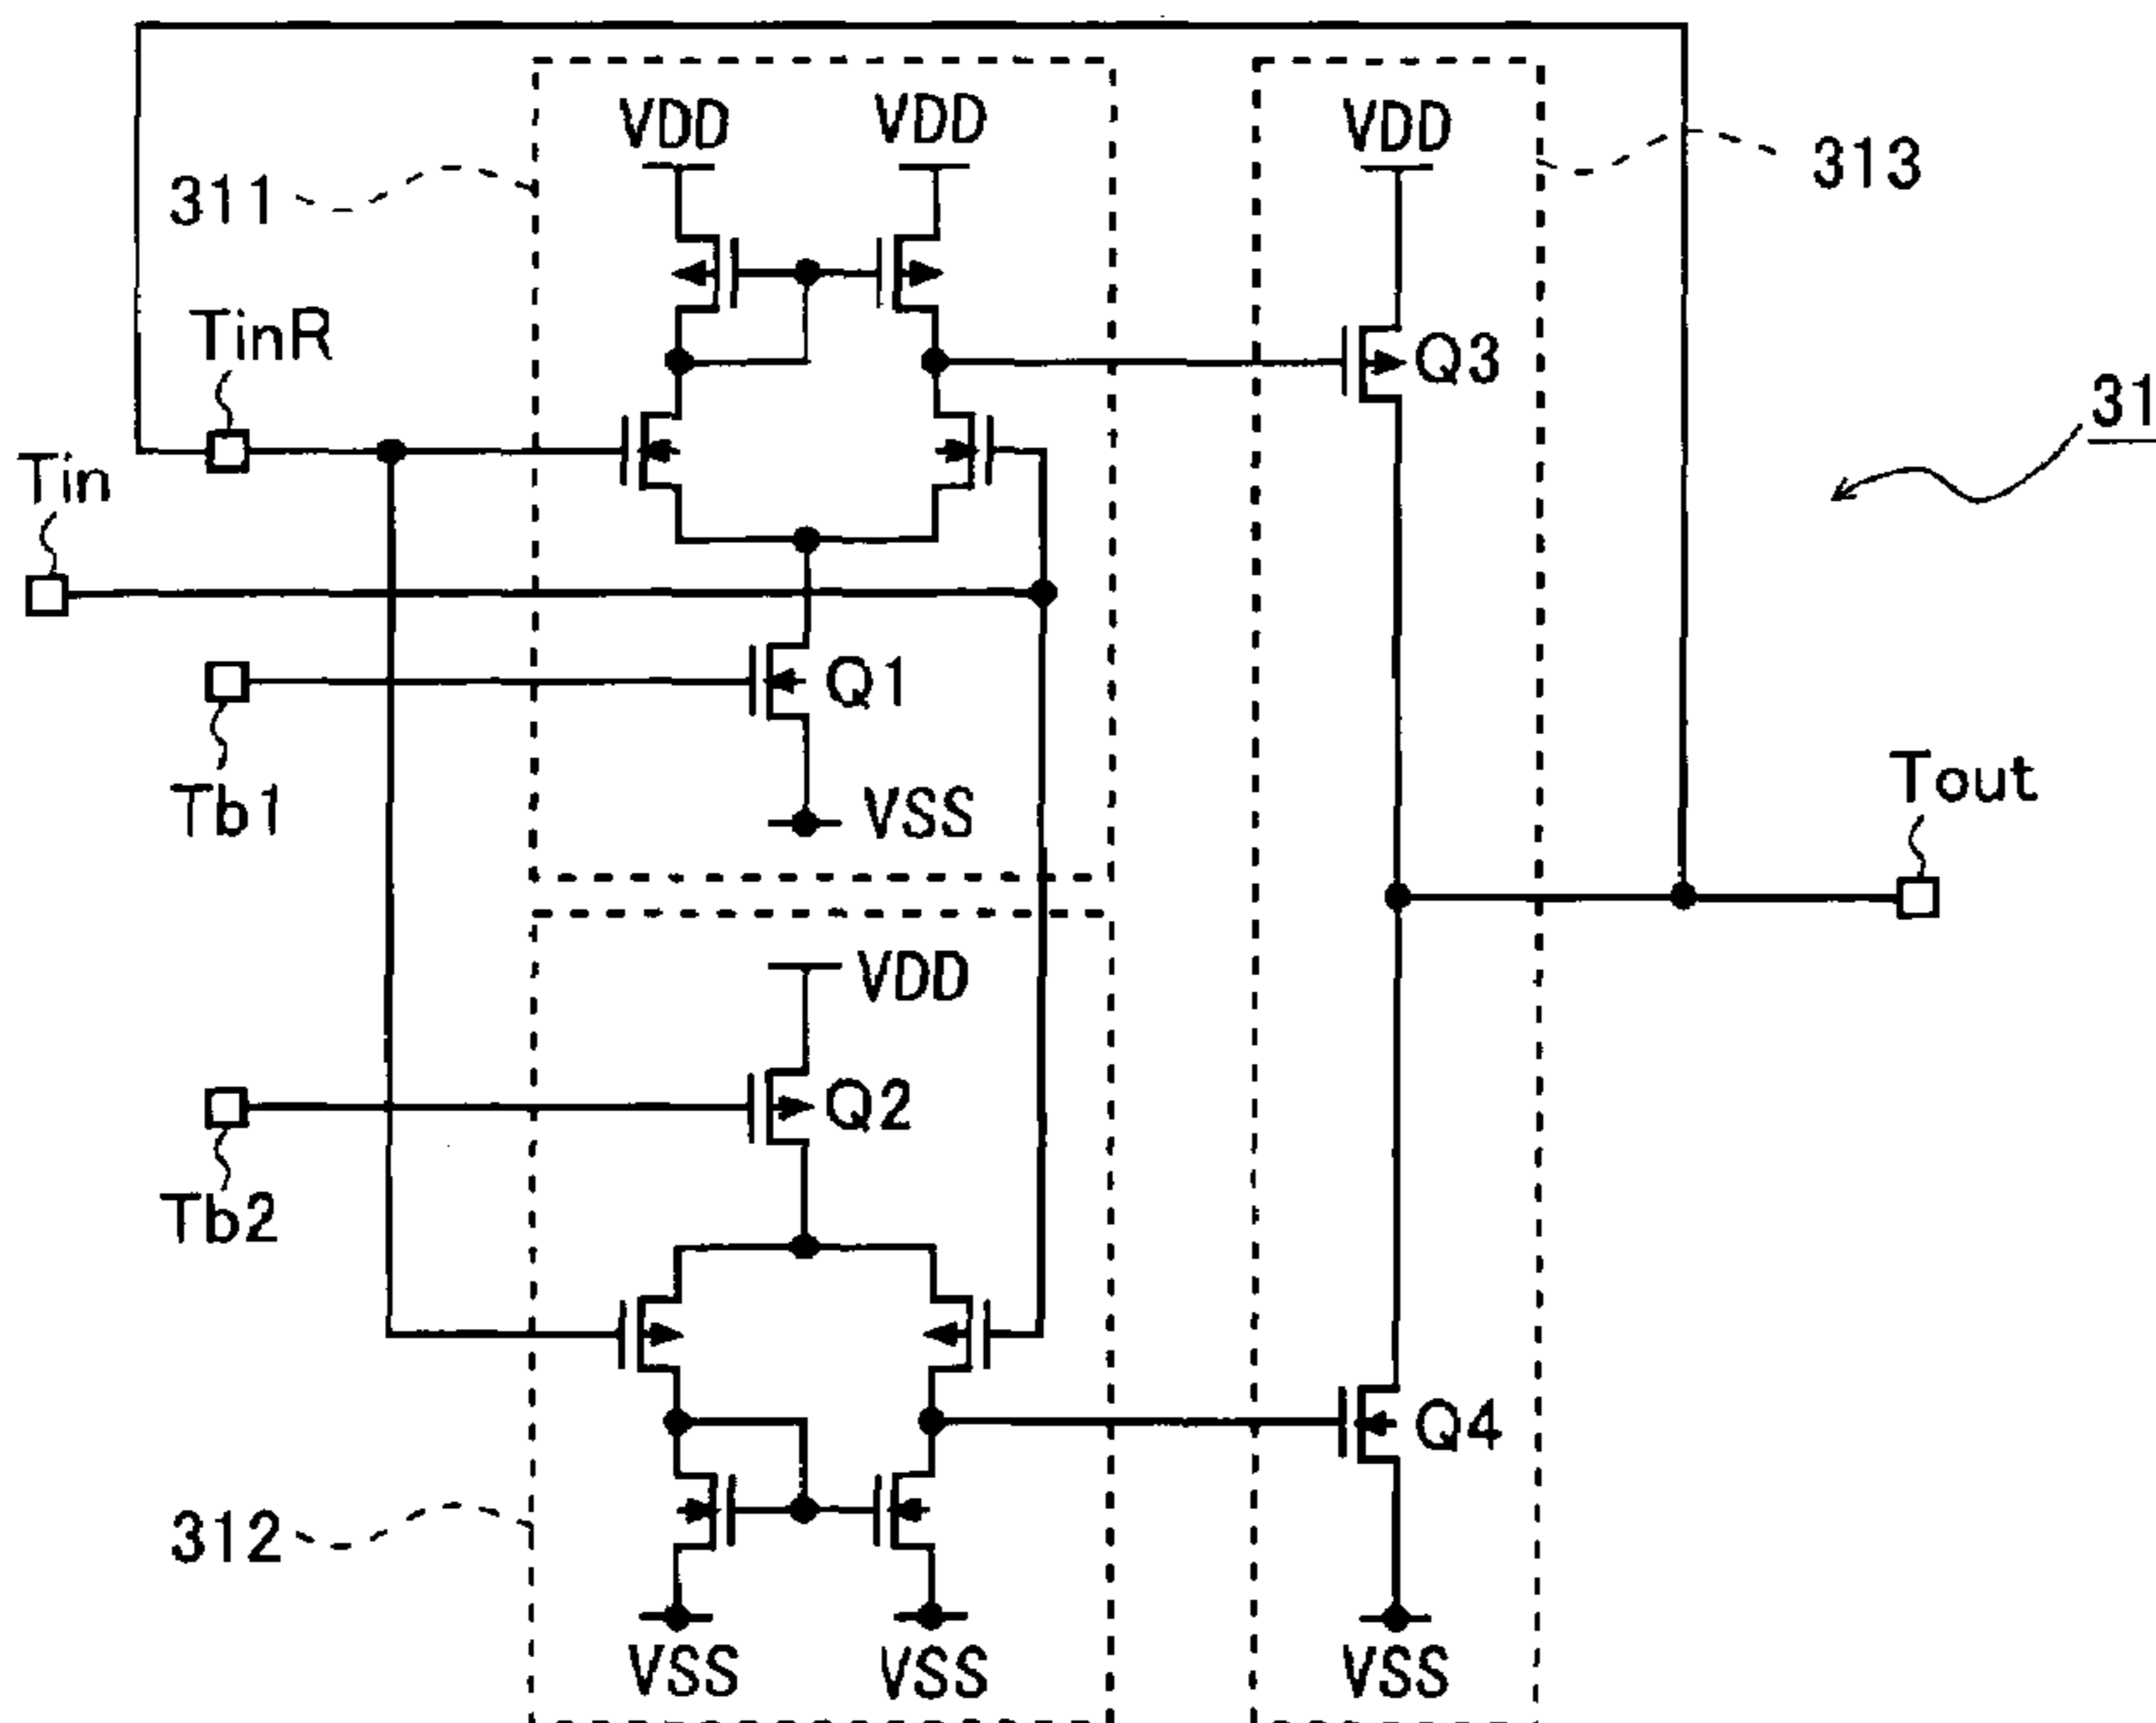 VDD
VDD
VDD
311
313
TinR
Q3
31
Tin
Q1
Tb1
VSS
Tout
VDD
Q2
Tb2
Q4
312
VSS
VSS
VSS